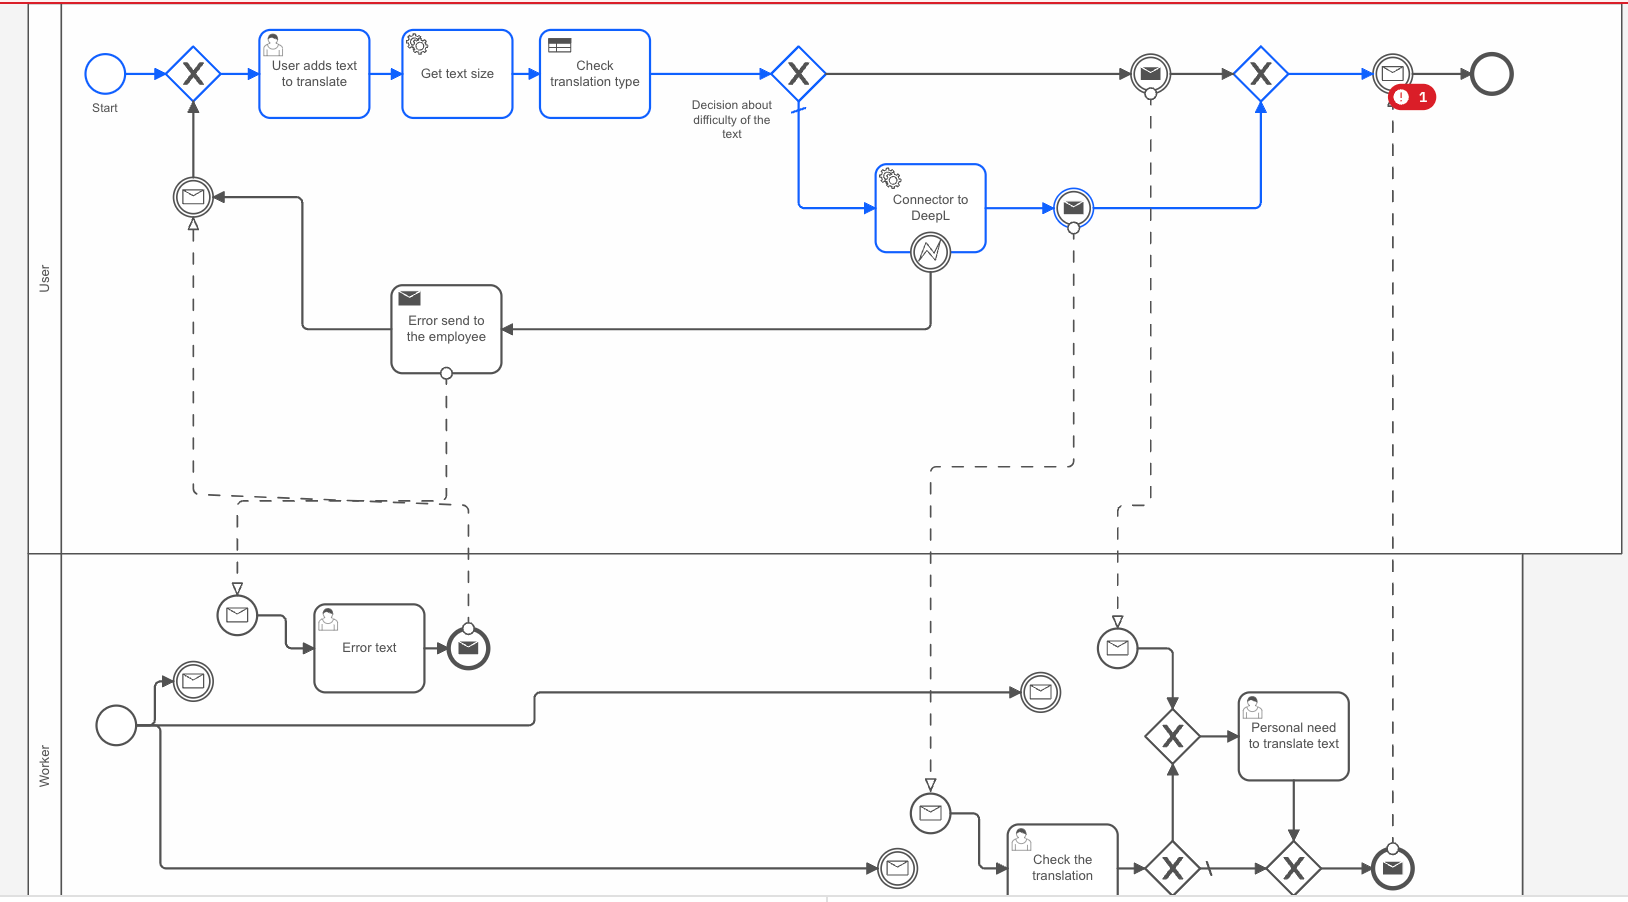 User adds text
to translate
Get text size
Check
translation type
Start
Decision about
difficulty of the
text
! 1
Connector to
DeepL
User
Error send to
the employee
Error text
Worker
Personal need
to translate text
Check the
translation